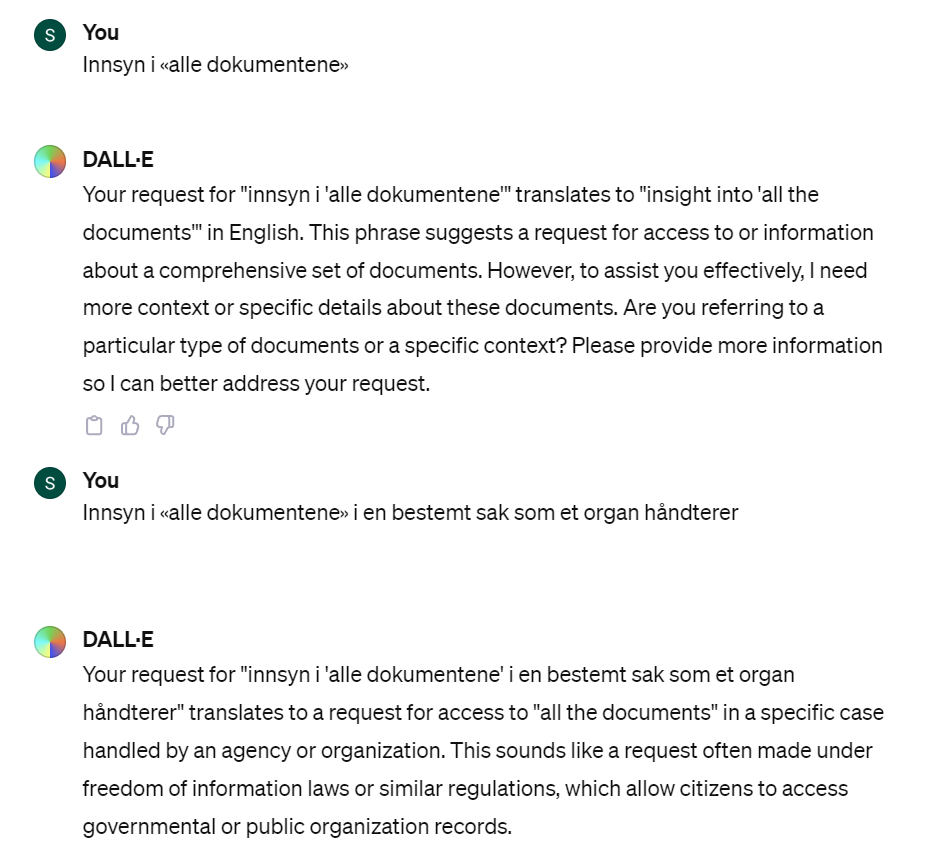 S
You
Innsyn i «alle dokumentene»
DALL·E
Your request for "innsyn i 'alle dokumentene'" translates to "insight into 'all the
documents'" in English. This phrase suggests a request for access to or information
about a comprehensive set of documents. However, to assist you effectively, I need
more context or specific details about these documents. Are you referring to a
particular type of documents or a specific context? Please provide more information
so I can better address your request.
S
You
Innsyn i «alle dokumentene» i en bestemt sak som et organ håndterer
DALL·E
Your request for "innsyn i 'alle dokumentene' i en bestemt sak som et organ
håndterer" translates to a request for access to "all the documents" in a specific case
handled by an agency or organization. This sounds like a request often made under
freedom of information laws or similar regulations, which allow citizens to access
governmental or public organization records.